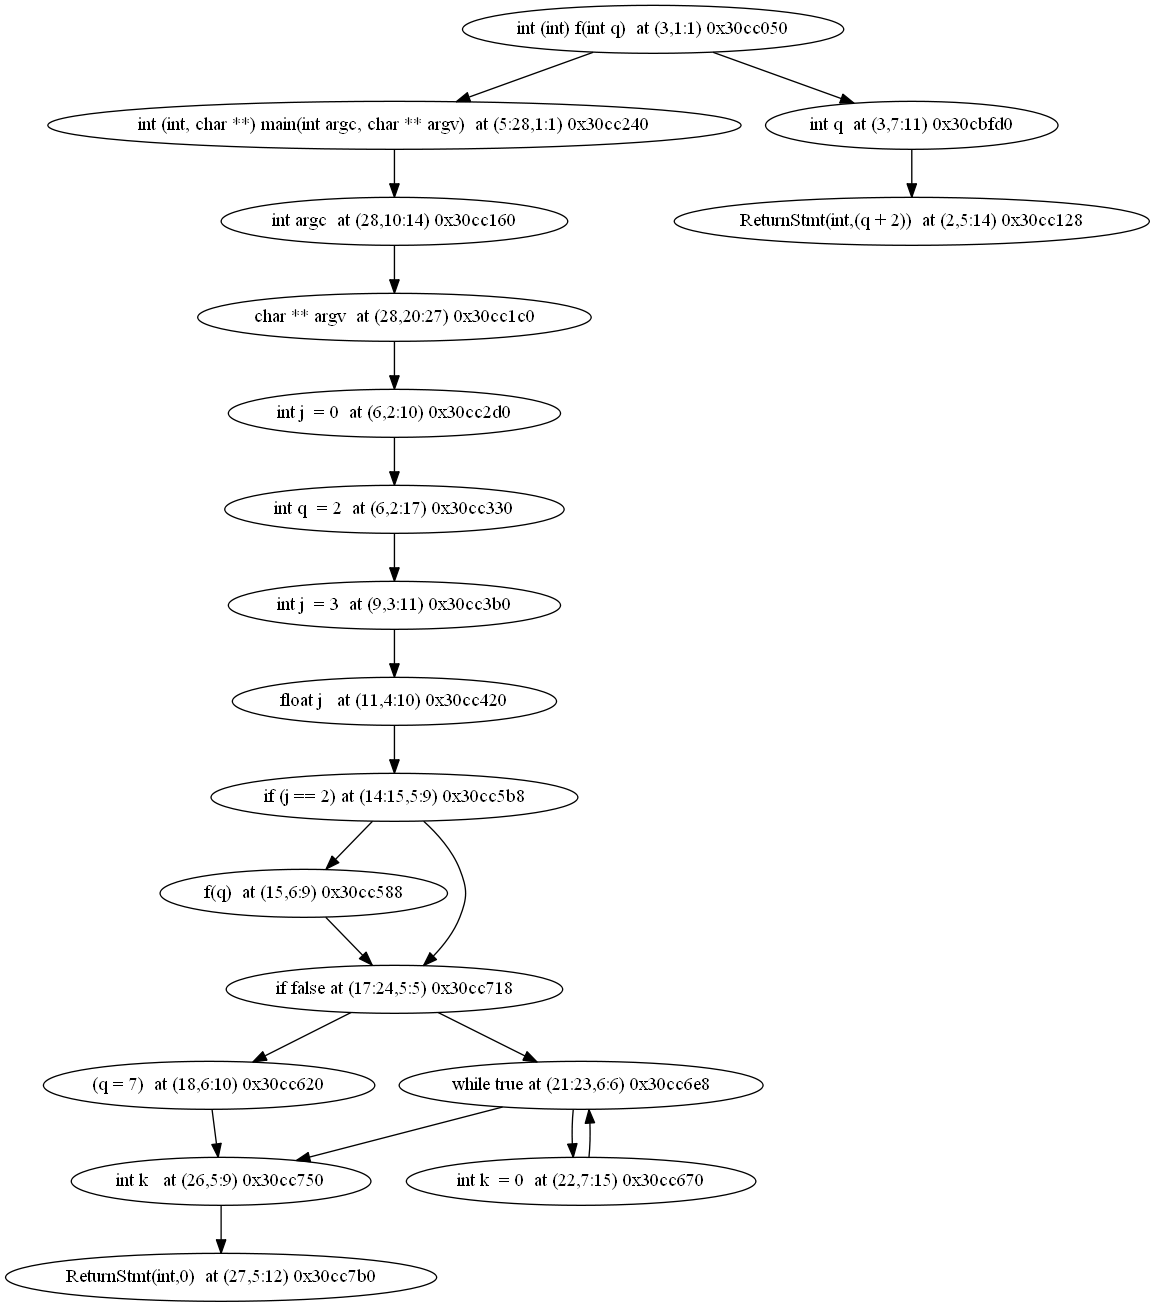 int (int) f(int q)  at (3,1:1) 0x30cc050
int (int, char **) main(int argc, char ** argv)  at (5:28,1:1) 0x30cc240
int q  at (3,7:11) 0x30cbfd0
int argc  at (28,10:14) 0x30cc160
ReturnStmt(int,(q + 2))  at (2,5:14) 0x30cc128
char ** argv  at (28,20:27) 0x30cc1c0
int j  = 0  at (6,2:10) 0x30cc2d0
int q  = 2  at (6,2:17) 0x30cc330
int j  = 3  at (9,3:11) 0x30cc3b0
float j   at (11,4:10) 0x30cc420
if (j == 2) at (14:15,5:9) 0x30cc5b8
f(q)  at (15,6:9) 0x30cc588
if false at (17:24,5:5) 0x30cc718
(q = 7)  at (18,6:10) 0x30cc620
while true at (21:23,6:6) 0x30cc6e8
int k   at (26,5:9) 0x30cc750
int k  = 0  at (22,7:15) 0x30cc670
ReturnStmt(int,0)  at (27,5:12) 0x30cc7b0